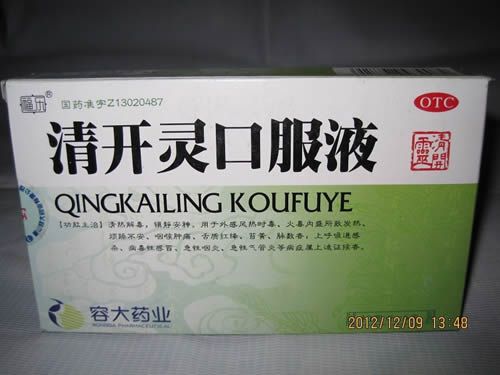 国药准字Z13020487
OTC
清开灵口服液
清開靈
QINGKAILING KOUFUYE
【功能主治】清热解毒，镇静安神。用于外感风热时毒、火毒内盛所致发热、
烦躁不安、咽喉肿痛、舌质红绛、苔黄、脉数者；上呼吸道感
染、病毒性感冒、急性咽炎、急性气管炎等病症属上述证候者。
容大药业
RONGDA PHARMACEUTICAL
2012/12/09 13:48